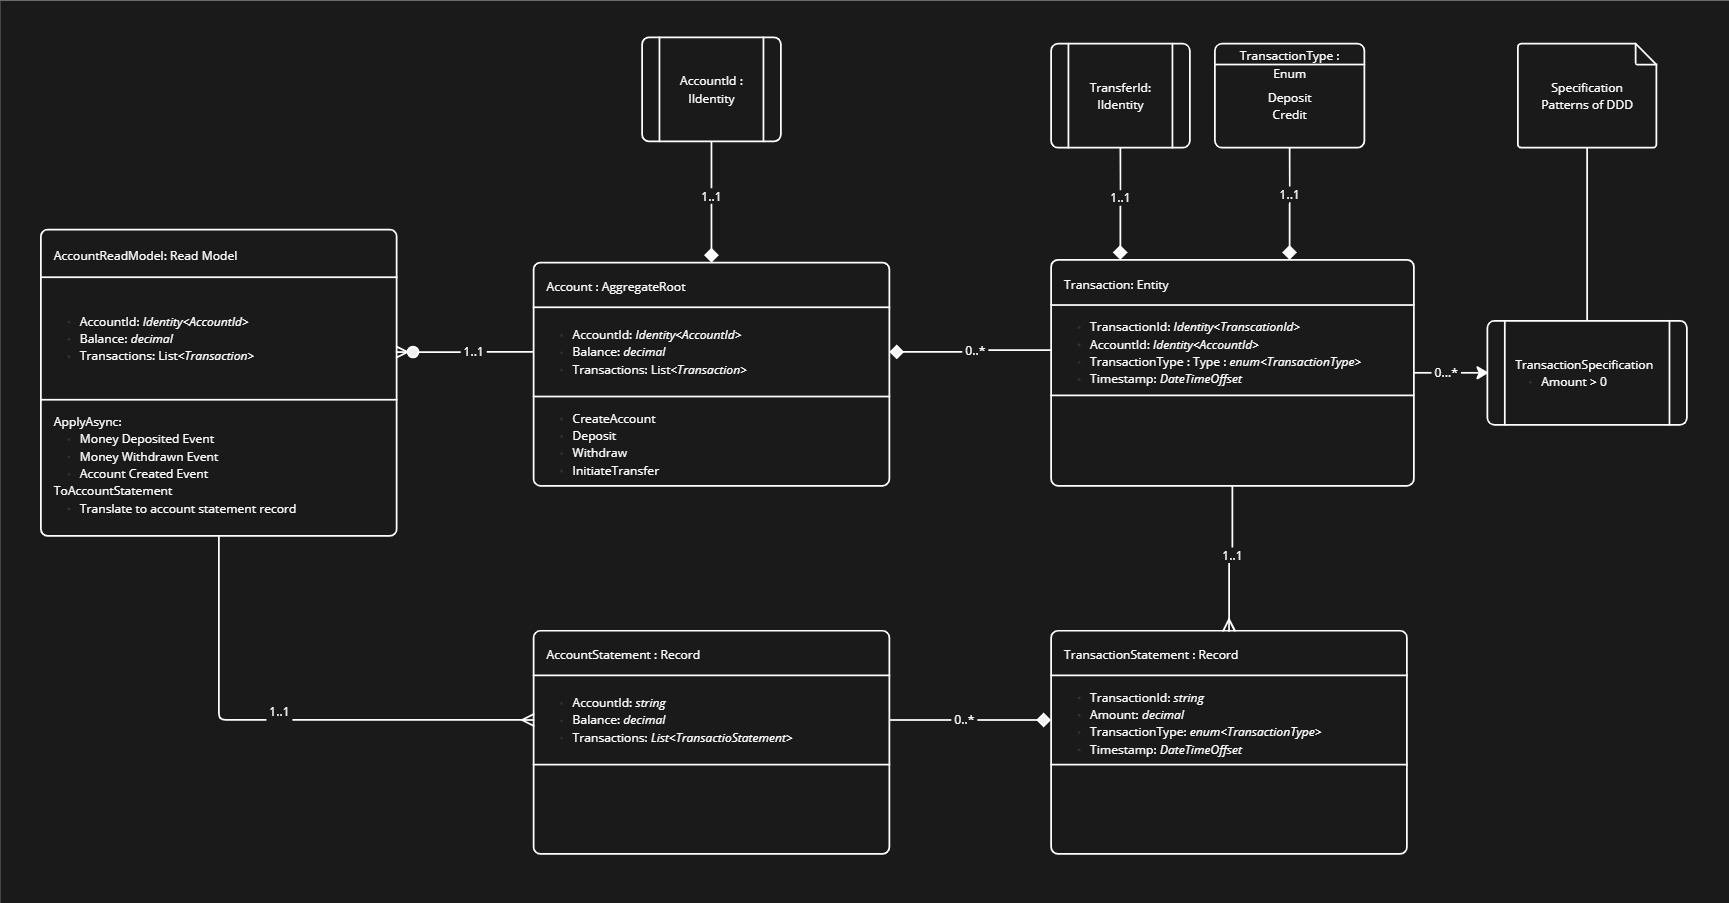 AccountId :
IIdentity
TransferId:
IIdentity
TransactionType :
Enum
Deposit
Credit
Specification
Patterns of DDD
1..1
1..1
1..1
AccountReadModel: Read Model
AccountId: Identity<AccountId>
Balance: decimal
Transactions: List<Transaction>
ApplyAsync:
Money Deposited Event
Money Withdrawn Event
Account Created Event
ToAccountStatement
Translate to account statement record
1..1
Account : AggregateRoot
AccountId: Identity<AccountId>
Balance: decimal
Transactions: List<Transaction>
CreateAccount
Deposit
Withdraw
InitiateTransfer
0..*
Transaction: Entity
TransactionId: Identity<TranscationId>
AccountId: Identity<AccountId>
TransactionType : Type : enum<TransactionType>
Timestamp: DateTimeOffset
0...*
TransactionSpecification
Amount > 0
1..1
1..1
AccountStatement : Record
AccountId: string
Balance: decimal
Transactions: List<TransactioStatement>
0..*
TransactionStatement : Record
TransactionId: string
Amount: decimal
TransactionType: enum<TransactionType>
Timestamp: DateTimeOffset